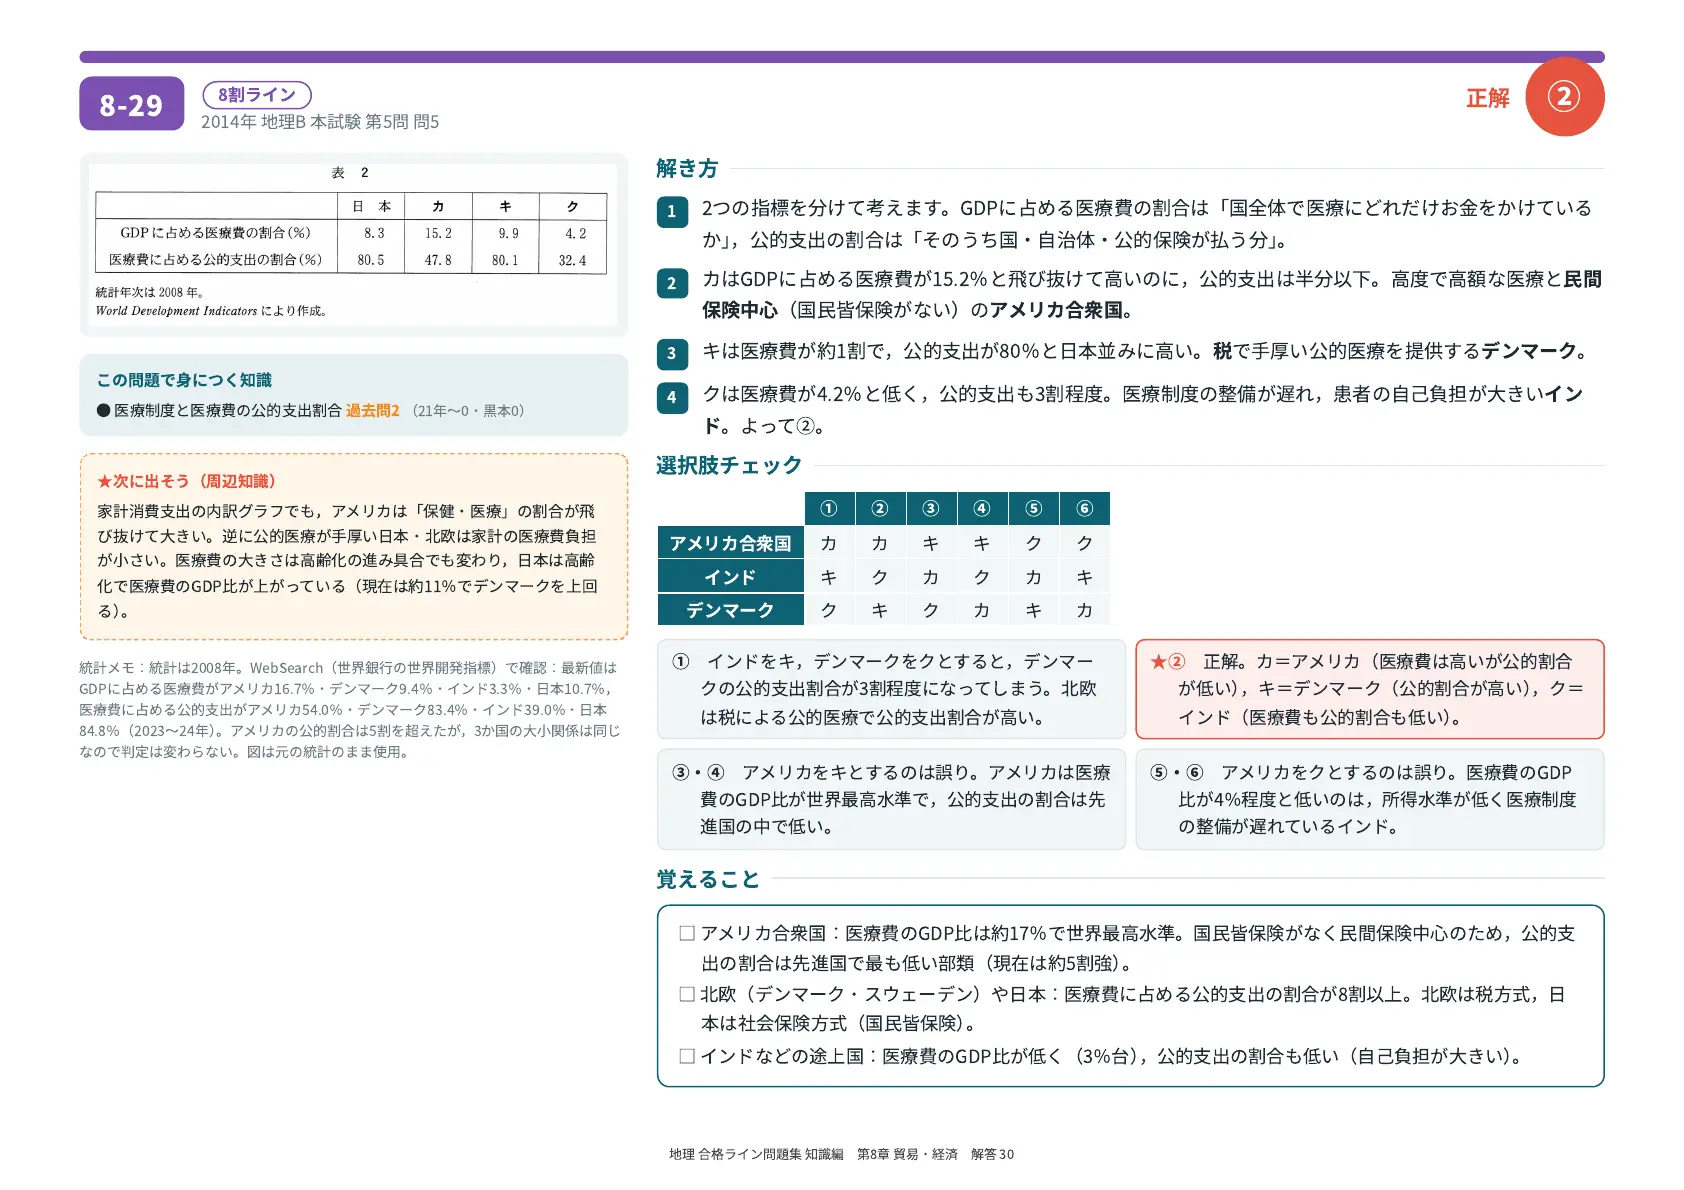 8-29
8割ライン
2014年 地理B 本試験 第5問 問5
正解 ②
表 2
日本 カ キ ク
GDPに占める医療費の割合(%) 8.3 15.2 9.9 4.2
医療費に占める公的支出の割合(%) 80.5 47.8 80.1 32.4
統計年次は 2008 年。
World Development Indicators により作成。
この問題で身につく知識
● 医療制度と医療費の公的支出割合 過去問2 （21年〜0・黒本0）
★次に出そう（周辺知識）
家計消費支出の内訳グラフでも，アメリカは「保健・医療」の割合が飛
び抜けて大きい。逆に公的医療が手厚い日本・北欧は家計の医療費負担
が小さい。医療費の大きさは高齢化の進み具合でも変わり，日本は高齢
化で医療費のGDP比が上がっている（現在は約11%でデンマークを上回
る）。
統計メモ：統計は2008年。WebSearch（世界銀行の世界開発指標）で確認：最新値は
GDPに占める医療費がアメリカ16.7%・デンマーク9.4%・インド3.3%・日本10.7%，
医療費に占める公的支出がアメリカ54.0%・デンマーク83.4%・インド39.0%・日本
84.8%（2023〜24年）。アメリカの公的割合は5割を超えたが，3か国の大小関係は同じ
なので判定は変わらない。図は元の統計のまま使用。
解き方
1 2つの指標を分けて考えます。GDPに占める医療費の割合は「国全体で医療にどれだけお金をかけている
か」，公的支出の割合は「そのうち国・自治体・公的保険が払う分」。
2 カはGDPに占める医療費が15.2%と飛び抜けて高いのに，公的支出は半分以下。高度で高額な医療と民間
保険中心（国民皆保険がない）のアメリカ合衆国。
3 キは医療費が約1割で，公的支出が80%と日本並みに高い。税で手厚い公的医療を提供するデンマーク。
4 クは医療費が4.2%と低く，公的支出も3割程度。医療制度の整備が遅れ，患者の自己負担が大きいイン
ド。よって②。
選択肢チェック
① ② ③ ④ ⑤ ⑥
アメリカ合衆国 カ カ キ キ ク ク
インド キ ク カ ク カ キ
デンマーク ク キ ク カ キ カ
① インドをキ，デンマークをクとすると，デンマー
クの公的支出割合が3割程度になってしまう。北欧
は税による公的医療で公的支出割合が高い。
★② 正解。カ＝アメリカ（医療費は高いが公的割合
が低い），キ＝デンマーク（公的割合が高い），ク＝
インド（医療費も公的割合も低い）。
③・④ アメリカをキとするのは誤り。アメリカは医療
費のGDP比が世界最高水準で，公的支出の割合は先
進国の中で低い。
⑤・⑥ アメリカをクとするのは誤り。医療費のGDP
比が4%程度と低いのは，所得水準が低く医療制度
の整備が遅れているインド。
覚えること
□ アメリカ合衆国：医療費のGDP比は約17%で世界最高水準。国民皆保険がなく民間保険中心のため，公的支
出の割合は先進国で最も低い部類（現在は約5割強）。
□ 北欧（デンマーク・スウェーデン）や日本：医療費に占める公的支出の割合が8割以上。北欧は税方式，日
本は社会保険方式（国民皆保険）。
□ インドなどの途上国：医療費のGDP比が低く（3%台），公的支出の割合も低い（自己負担が大きい）。
地理 合格ライン問題集 知識編 第8章 貿易・経済 解答 30